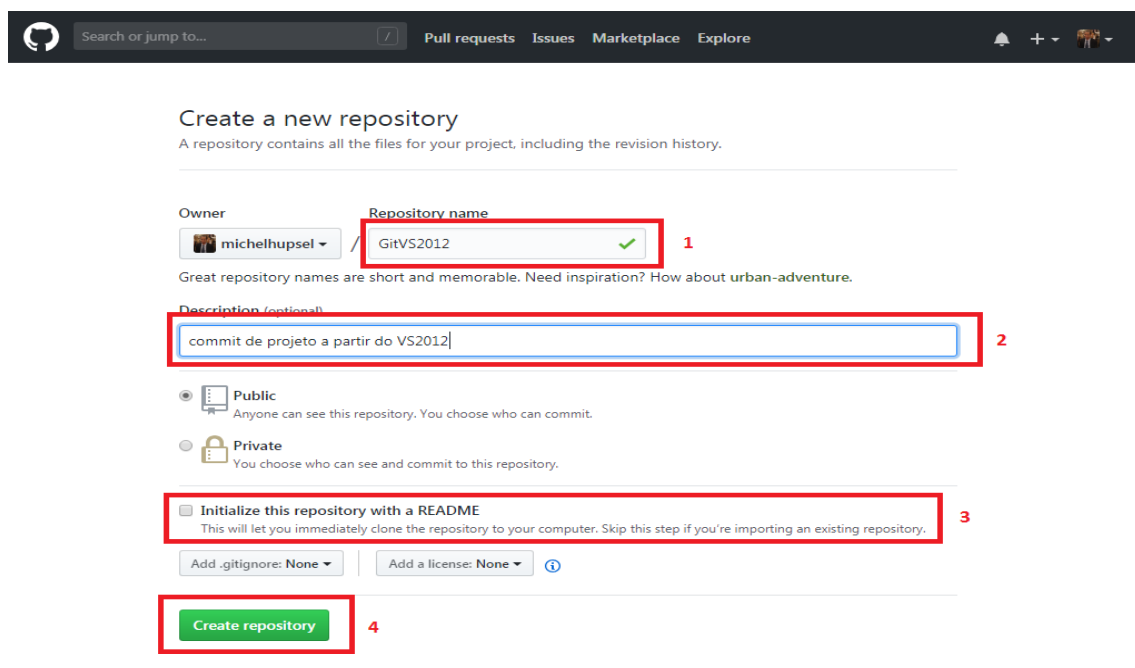 Search or jump to... /
Pull requests Issues Marketplace Explore
Create a new repository
A repository contains all the files for your project, including the revision history.
Owner Repository name
michelhupsel / GitVS2012 1
Great repository names are short and memorable. Need inspiration? How about urban-adventure.
Description (optional)
commit de projeto a partir do VS2012 2
Public
Anyone can see this repository. You choose who can commit.
Private
You choose who can see and commit to this repository.
Initialize this repository with a README
This will let you immediately clone the repository to your computer. Skip this step if you're importing an existing repository. 3
Add .gitignore: None Add a license: None
Create repository 4